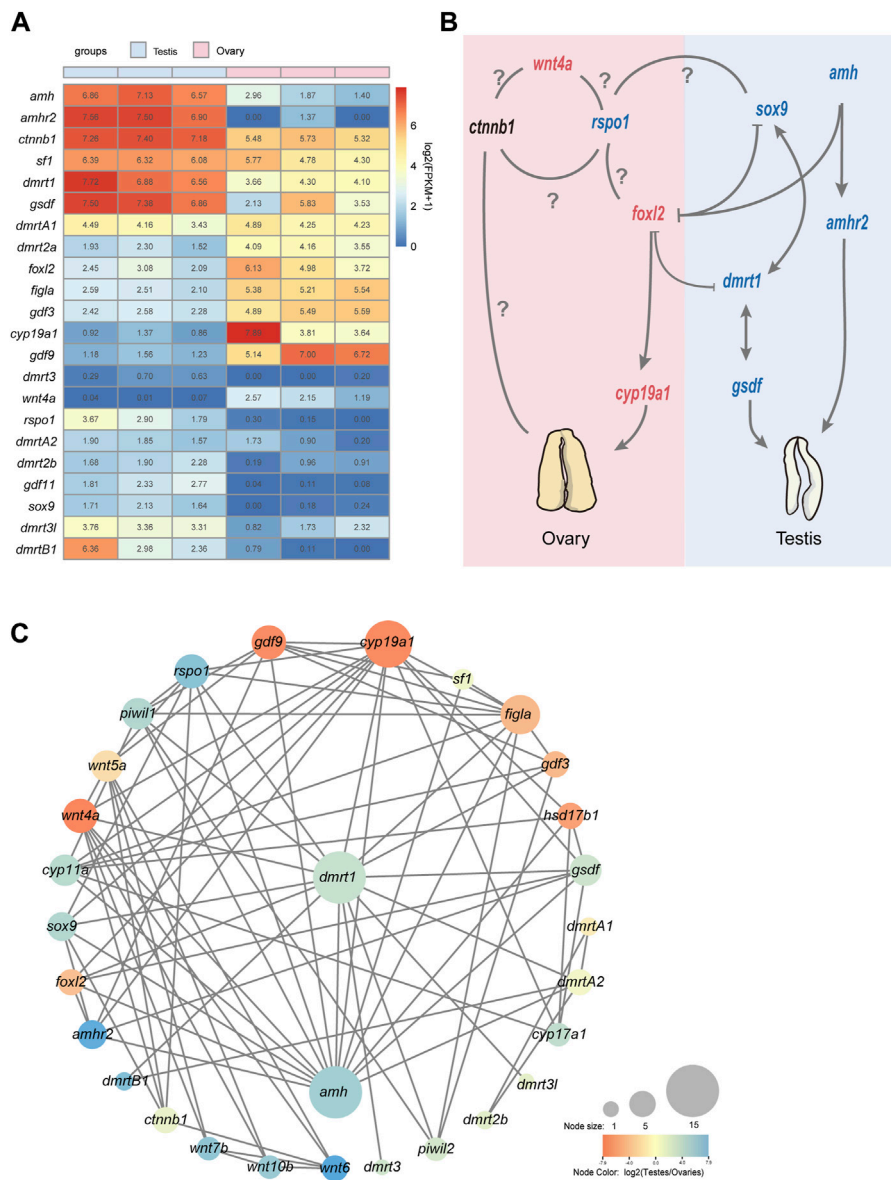 A
groups Testis Ovary
amh 6.86 7.13 6.57 2.96 1.87 1.40
amhr2 7.56 7.50 6.90 0.00 1.37 0.00
ctnnb1 7.26 7.40 7.18 5.48 5.73 5.32
sf1 6.39 6.32 6.08 5.77 4.78 4.30
dmrt1 7.72 6.86 6.56 3.66 4.30 4.10
gsdf 7.50 7.38 6.86 2.13 5.83 3.53
dmrtA1 4.49 4.16 3.43 4.89 4.25 4.23
dmrt2a 1.93 2.30 1.52 4.09 4.16 3.55
foxl2 2.45 3.08 2.09 6.13 4.98 3.72
figla 2.59 2.51 2.10 5.38 5.21 5.54
gdf3 2.42 2.58 2.28 4.89 5.49 5.59
cyp19a1 0.92 1.37 0.86 3.81 3.64
gdf9 1.18 1.56 1.23 5.14 7.00 6.72
dmrt3 0.29 0.70 0.63 0.00 0.00 0.20
wnt4a 0.04 0.01 0.07 2.57 2.15 1.19
rspo1 3.67 2.90 1.79 0.30 0.15 0.00
dmrtA2 1.90 1.85 1.57 1.73 0.90 0.20
dmrt2b 1.68 1.90 2.28 0.19 0.96 0.91
gdf11 1.81 2.33 2.77 0.04 0.11 0.08
sox9 1.71 2.13 1.64 0.00 0.18 0.24
dmrt3l 3.76 3.36 3.31 0.82 1.73 2.32
dmrtB1 6.36 2.98 2.36 0.79 0.11 0.00
6
4
2
0
log2(FPKM+1)
B
wnt4a
amh
? ? ?
sox9
ctnnb1
rspo1
?
?
foxl2
amhr2
dmrt1
?
cyp19a1
gsdf
Ovary
Testis
C
gdf9
cyp19a1
rspo1
sf1
piwil1
figla
wnt5a
gdf3
wnt4a
hsd17b1
cyp11a
dmrt1
gsdf
sox9
dmrtA1
foxl2
dmrtA2
amhr2
cyp17a1
dmrtB1
amh
dmrt3l
ctnnb1
dmrt2b
wnt7b
piwil2
wnt10b
wnt6
dmrt3
Node size: 1 5 15
-7.9 -4.0 0.0 4.0 7.9
Node Color: log2(Testes/Ovaries)